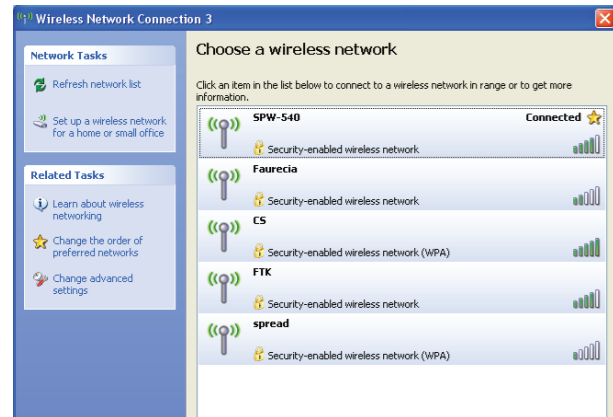 Wireless Network Connection 3
Network Tasks
Refresh network list
Set up a wireless network
for a home or small office
Related Tasks
Learn about wireless
networking
Change the order of
preferred networks
Change advanced
settings
Choose a wireless network
Click an item in the list below to connect to a wireless network in range or to get more
information.
SPW-540 Connected
Security-enabled wireless network
Faurecia
Security-enabled wireless network
CS
Security-enabled wireless network (WPA)
FTK
Security-enabled wireless network
spread
Security-enabled wireless network (WPA)